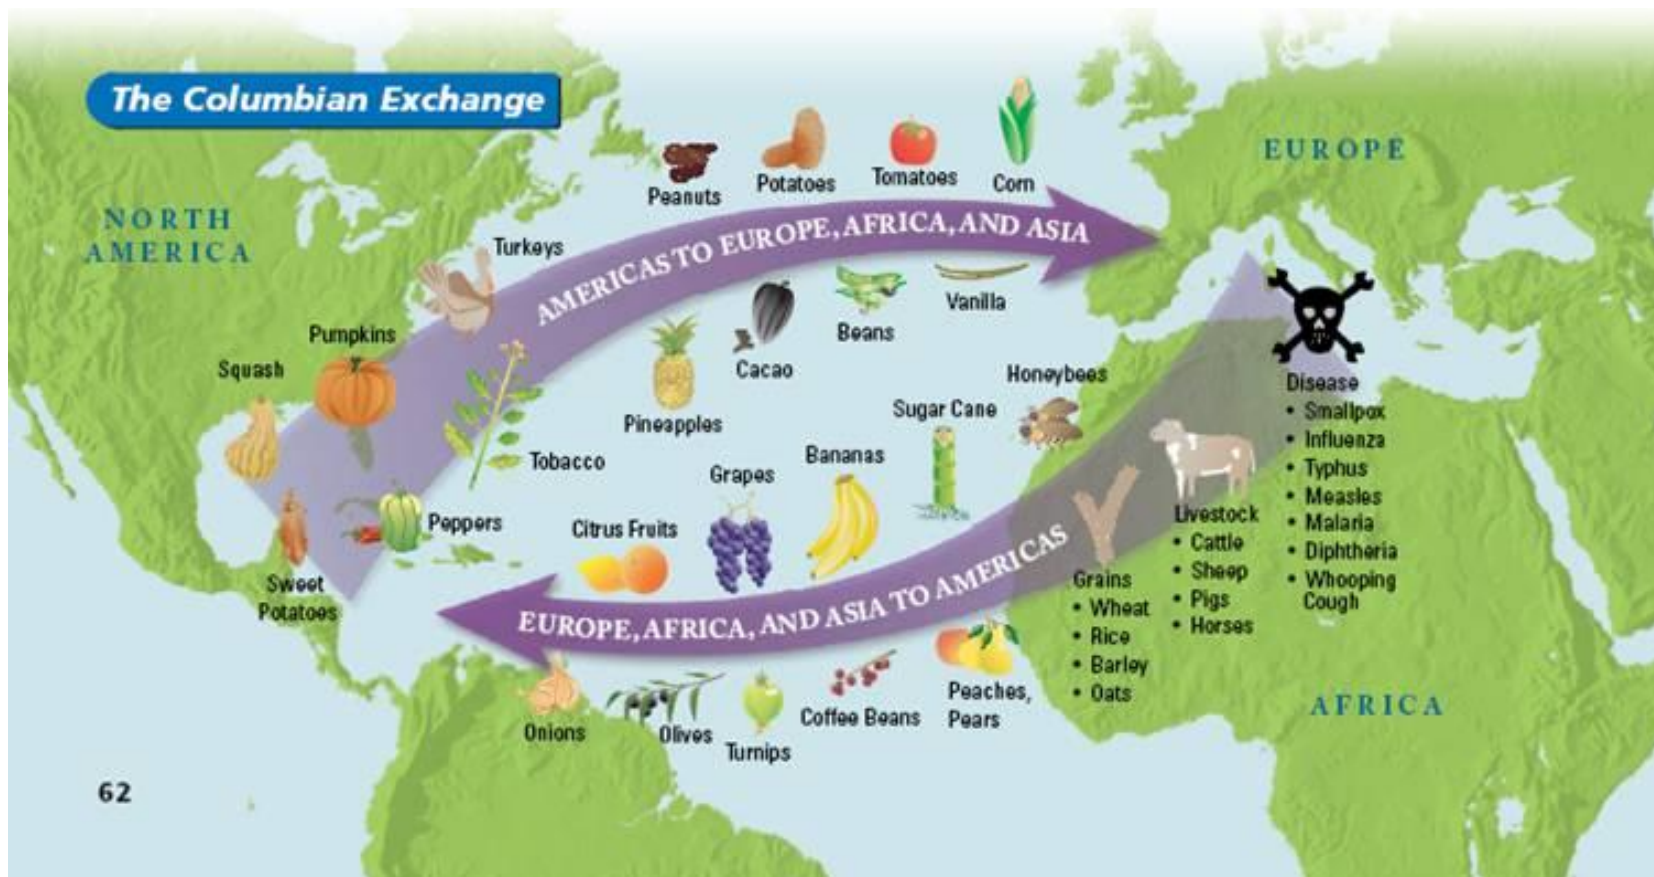 The Columbian Exchange
NORTH
AMERICA
EUROPE
AFRICA
Peanuts
Potatoes
Tomatoes
Corn
AMERICAS TO EUROPE, AFRICA, AND ASIA
Turkeys
Pumpkins
Squash
Tobacco
Pineapples
Cacao
Beans
Vanilla
Peppers
Sweet
Potatoes
Honeybees
Sugar Cane
Bananas
Grapes
Citrus Fruits
EUROPE, AFRICA, AND ASIA TO AMERICAS
Onions
Olives
Turnips
Coffee Beans
Peaches,
Pears
Grains
• Wheat
• Rice
• Barley
• Oats
Livestock
• Cattle
• Sheep
• Pigs
• Horses
Disease
• Smallpox
• Influenza
• Typhus
• Measles
• Malaria
• Diphtheria
• Whooping
Cough
62